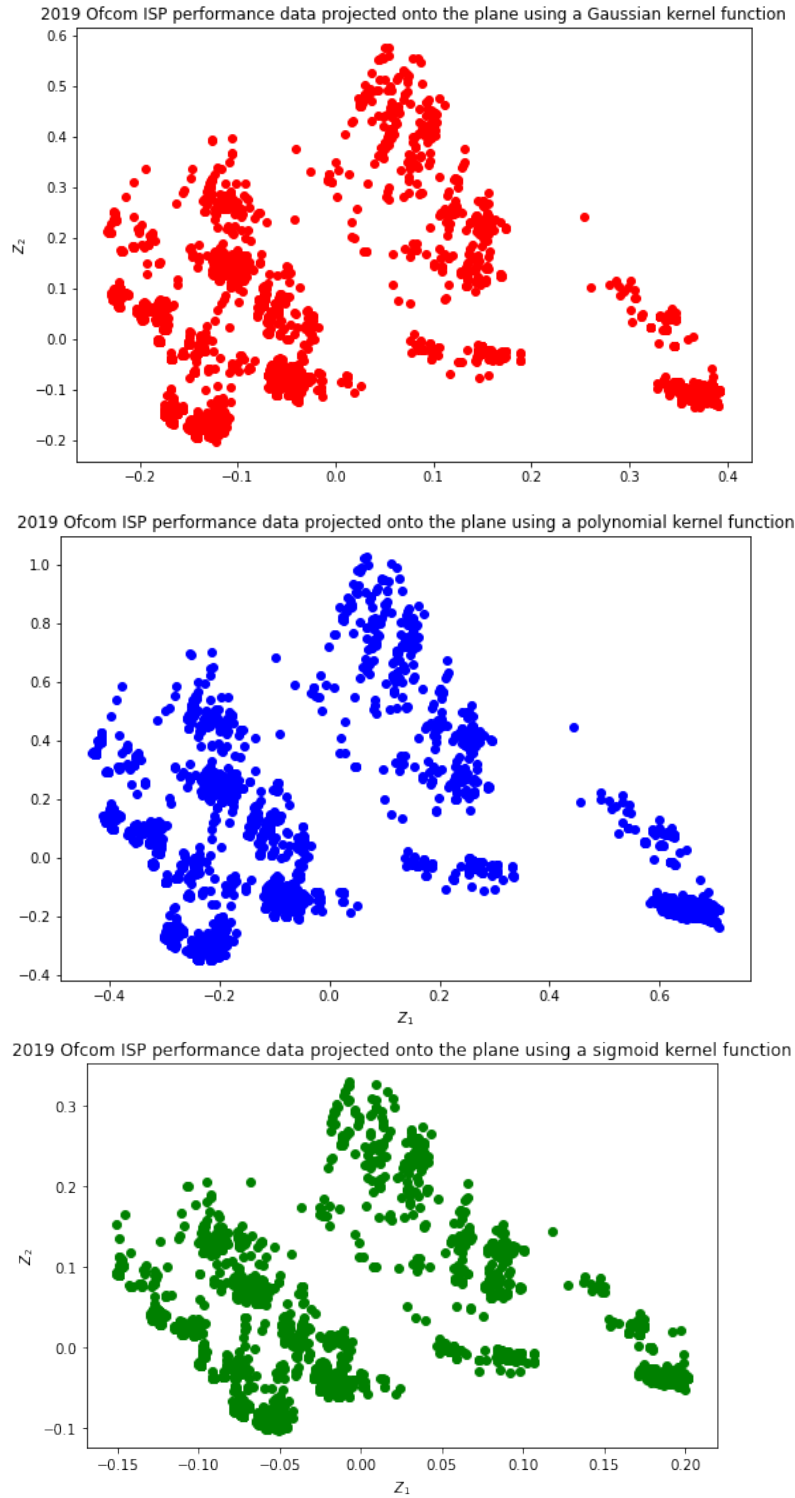 2019 Ofcom ISP performance data projected onto the plane using a Gaussian kernel function
0.6
0.5
0.4
0.3
0.2
0.1
0.0
−0.1
−0.2
Z2
−0.2 −0.1 0.0 0.1 0.2 0.3 0.4
2019 Ofcom ISP performance data projected onto the plane using a polynomial kernel function
1.0
0.8
0.6
0.4
0.2
0.0
−0.2
−0.4
−0.4 −0.2 0.0 0.2 0.4 0.6
Z1
2019 Ofcom ISP performance data projected onto the plane using a sigmoid kernel function
0.3
0.2
0.1
0.0
−0.1
Z2
−0.15 −0.10 −0.05 0.00 0.05 0.10 0.15 0.20
Z1